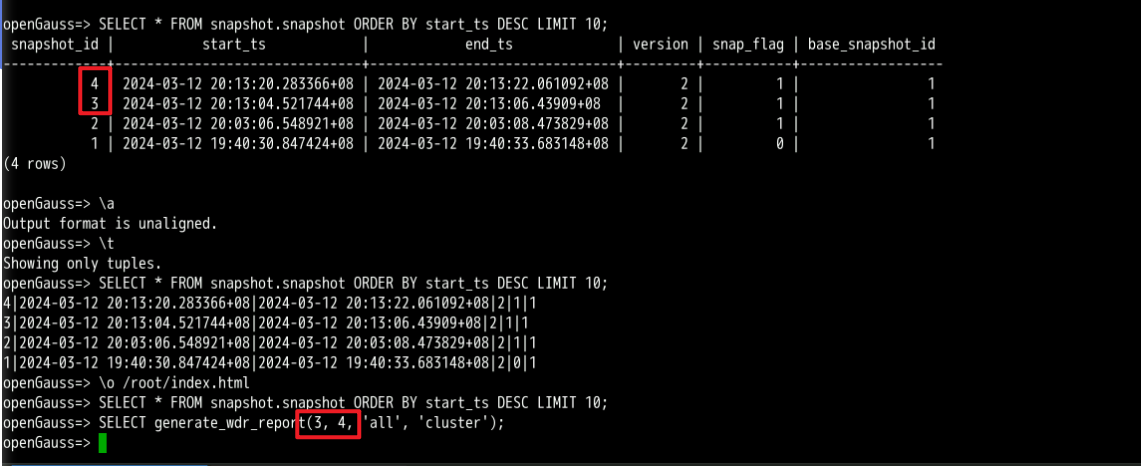 openGauss=> SELECT * FROM snapshot.snapshot ORDER BY start_ts DESC LIMIT 10;
 snapshot_id |           start_ts            |            end_ts             | version | snap_flag | base_snapshot_id
-------------+-------------------------------+-------------------------------+---------+-----------+------------------
           4 | 2024-03-12 20:13:20.283366+08 | 2024-03-12 20:13:22.061092+08 |       2 |         1 |                1
           3 | 2024-03-12 20:13:04.521744+08 | 2024-03-12 20:13:06.43909+08  |       2 |         1 |                1
           2 | 2024-03-12 20:03:06.548921+08 | 2024-03-12 20:03:08.473829+08 |       2 |         1 |                1
           1 | 2024-03-12 19:40:30.847424+08 | 2024-03-12 19:40:33.683148+08 |       2 |         0 |                1
(4 rows)

openGauss=> \a
Output format is unaligned.
openGauss=> \t
Showing only tuples.
openGauss=> SELECT * FROM snapshot.snapshot ORDER BY start_ts DESC LIMIT 10;
4|2024-03-12 20:13:20.283366+08|2024-03-12 20:13:22.061092+08|2|1|1
3|2024-03-12 20:13:04.521744+08|2024-03-12 20:13:06.43909+08|2|1|1
2|2024-03-12 20:03:06.548921+08|2024-03-12 20:03:08.473829+08|2|1|1
1|2024-03-12 19:40:30.847424+08|2024-03-12 19:40:33.683148+08|2|0|1
openGauss=> \o /root/index.html
openGauss=> SELECT * FROM snapshot.snapshot ORDER BY start_ts DESC LIMIT 10;
openGauss=> SELECT generate_wdr_report(3, 4, 'all', 'cluster');
openGauss=>